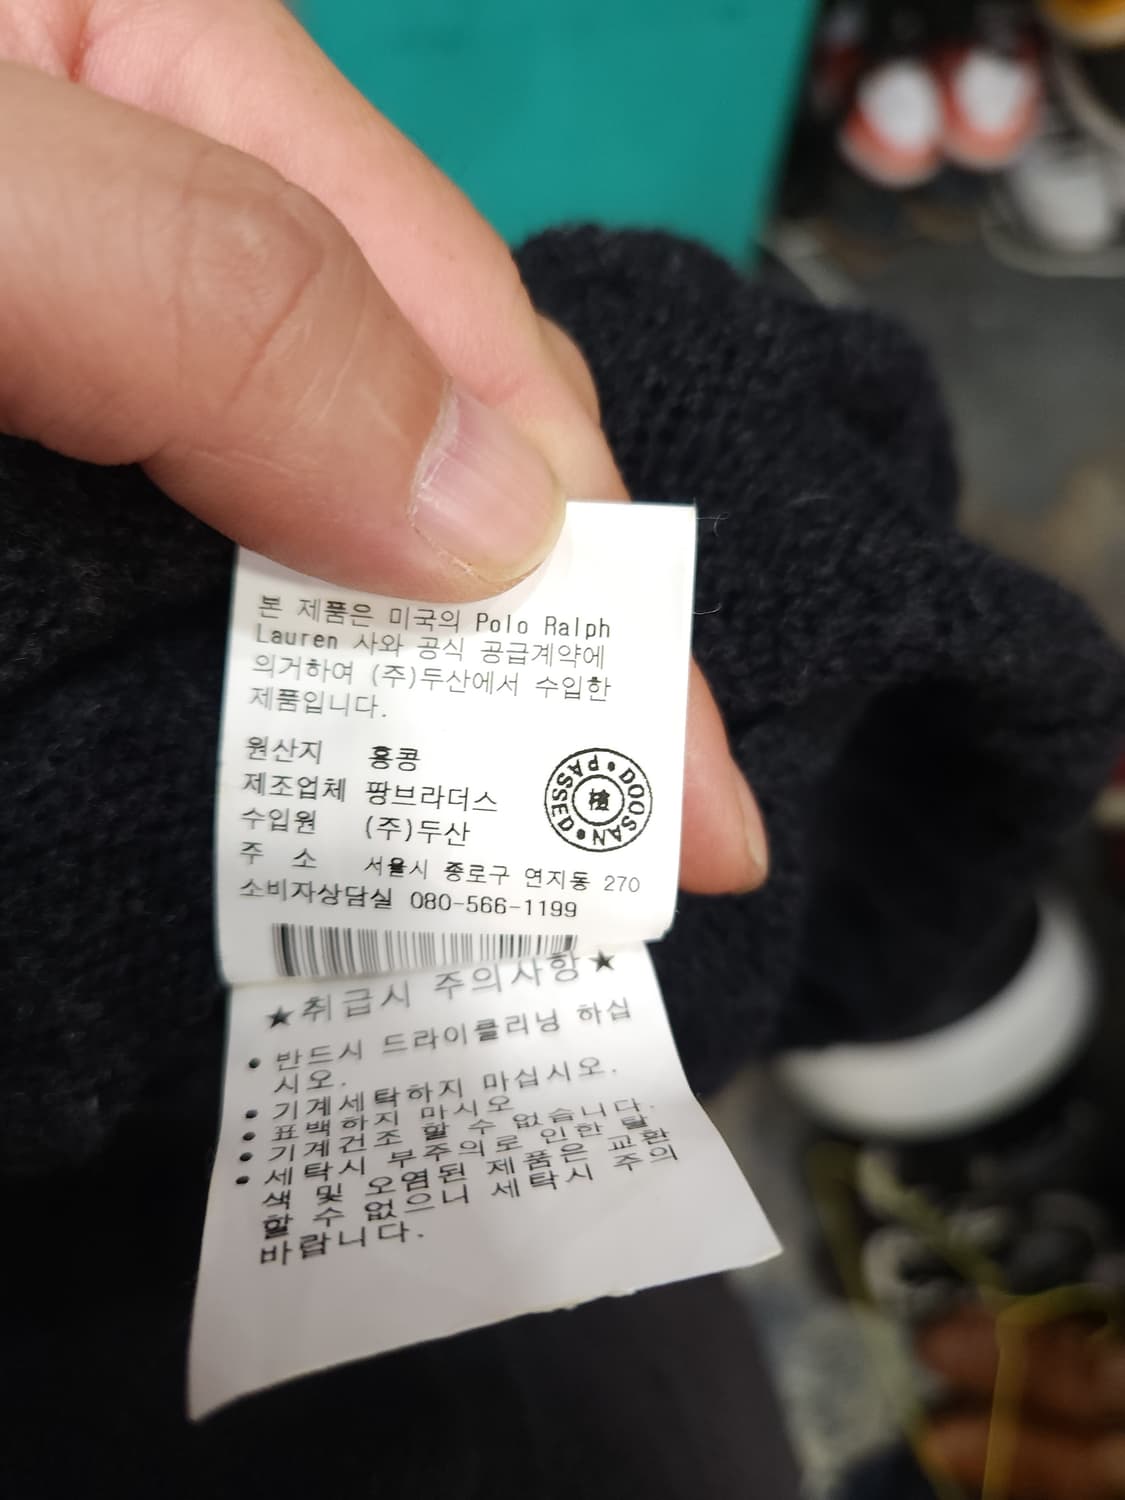 본 제품은 미국의 Polo Ralph
Lauren 사와 공식 공급계약에
의거하여 (주)두산에서 수입한
제품입니다.
원산지 홍콩
제조업체 팡브라더스
수입원 (주)두산
주 소 서울시 종로구 연지동 270
소비자상담실 080-566-1199
DOOSAN • PASSED •
檢
★취급시 주의사항★
• 반드시 드라이클리닝 하십
시오.
• 기계세탁하지 마십시오.
• 표백하지 마시오
• 기계건조 할 수 없습니다.
• 세탁시 부주의로 인한 탈
색 및 오염된 제품은 교환
할 수 없으니 세탁시 주의
바랍니다.